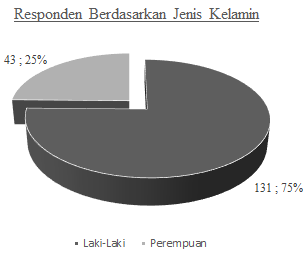 Responden Berdasarkan Jenis Kelamin
43 ; 25%
131 ; 75%
Laki-Laki Perempuan